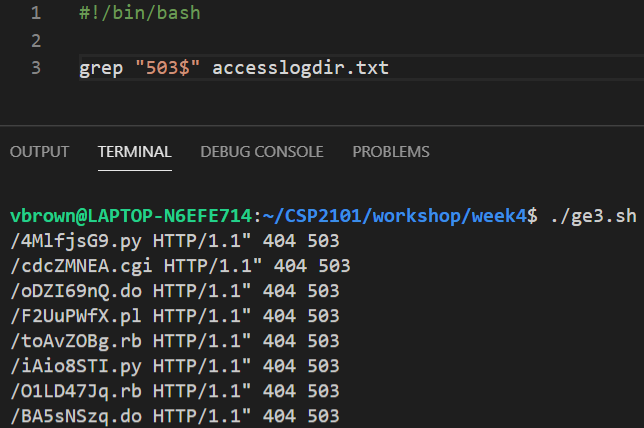 1 #!/bin/bash
2
3 grep "503$" accesslogdir.txt
OUTPUT TERMINAL DEBUG CONSOLE PROBLEMS
vbrown@LAPTOP-N6EFE714:~/CSP2101/workshop/week4$ ./ge3.sh
/4MlfjsG9.py HTTP/1.1" 404 503
/cdcZMNEA.cgi HTTP/1.1" 404 503
/oDZI69nQ.do HTTP/1.1" 404 503
/F2UuPWfX.pl HTTP/1.1" 404 503
/toAvZOBg.rb HTTP/1.1" 404 503
/iAio8STI.py HTTP/1.1" 404 503
/O1LD47Jq.rb HTTP/1.1" 404 503
/BA5sNSzq.do HTTP/1.1" 404 503